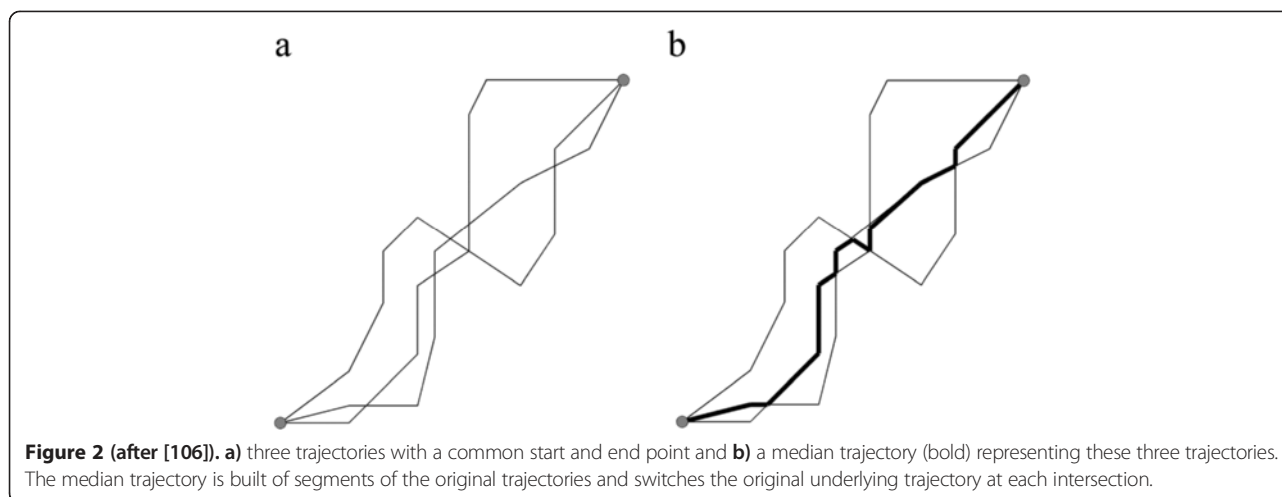 a
b
Figure 2 (after [106]). a) three trajectories with a common start and end point and b) a median trajectory (bold) representing these three trajectories.
The median trajectory is built of segments of the original trajectories and switches the original underlying trajectory at each intersection.